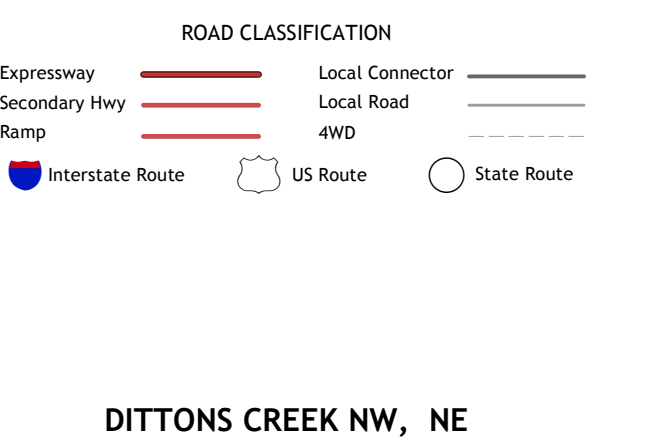 ROAD CLASSIFICATION
Expressway
Local Connector
Secondary Hwy
Local Road
Ramp
4WD
Interstate Route
US Route
State Route
DITTONS CREEK NW, NE